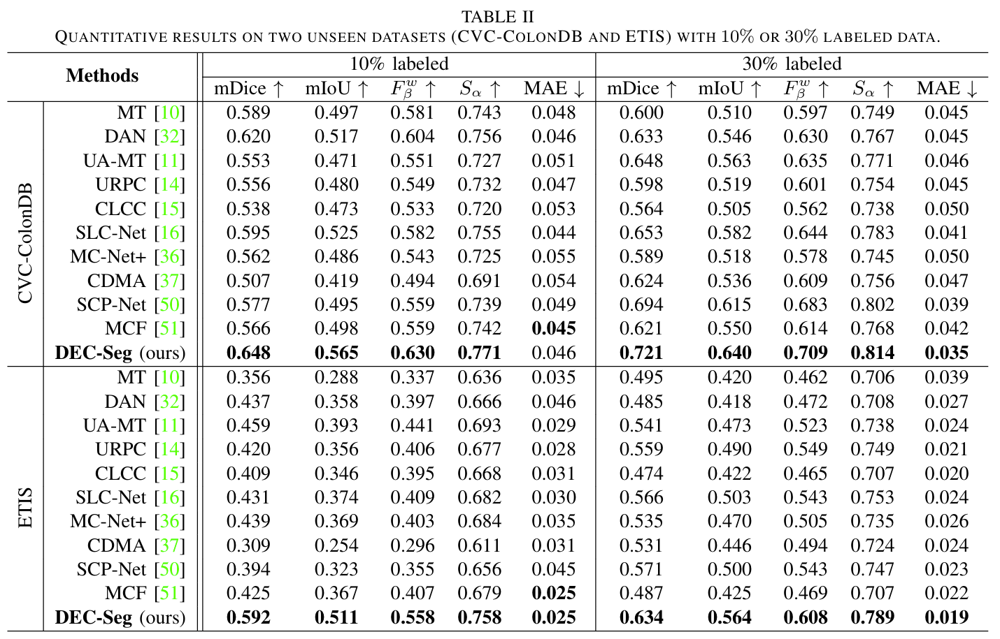 TABLE II
QUANTITATIVE RESULTS ON TWO UNSEEN DATASETS (CVC-COLONDB AND ETIS) WITH 10% OR 30% LABELED DATA.
Methods 10% labeled 30% labeled
mDice ↑ mIoU ↑ F_β^w ↑ S_α ↑ MAE ↓ mDice ↑ mIoU ↑ F_β^w ↑ S_α ↑ MAE ↓
CVC-ColonDB
MT [10] 0.589 0.497 0.581 0.743 0.048 0.600 0.510 0.597 0.749 0.045
DAN [32] 0.620 0.517 0.604 0.756 0.046 0.633 0.546 0.630 0.767 0.045
UA-MT [11] 0.553 0.471 0.551 0.727 0.051 0.648 0.563 0.635 0.771 0.046
URPC [14] 0.556 0.480 0.549 0.732 0.047 0.598 0.519 0.601 0.754 0.045
CLCC [15] 0.538 0.473 0.533 0.720 0.053 0.564 0.505 0.562 0.738 0.050
SLC-Net [16] 0.595 0.525 0.582 0.755 0.044 0.653 0.582 0.644 0.783 0.041
MC-Net+ [36] 0.562 0.486 0.543 0.725 0.055 0.589 0.518 0.578 0.745 0.050
CDMA [37] 0.507 0.419 0.494 0.691 0.054 0.624 0.536 0.609 0.756 0.047
SCP-Net [50] 0.577 0.495 0.559 0.739 0.049 0.694 0.615 0.683 0.802 0.039
MCF [51] 0.566 0.498 0.559 0.742 0.045 0.621 0.550 0.614 0.768 0.042
DEC-Seg (ours) 0.648 0.565 0.630 0.771 0.046 0.721 0.640 0.709 0.814 0.035
ETIS
MT [10] 0.356 0.288 0.337 0.636 0.035 0.495 0.420 0.462 0.706 0.039
DAN [32] 0.437 0.358 0.397 0.666 0.046 0.485 0.418 0.472 0.708 0.027
UA-MT [11] 0.459 0.393 0.441 0.693 0.029 0.541 0.473 0.523 0.738 0.024
URPC [14] 0.420 0.356 0.406 0.677 0.028 0.559 0.490 0.549 0.749 0.021
CLCC [15] 0.409 0.346 0.395 0.668 0.031 0.474 0.422 0.465 0.707 0.020
SLC-Net [16] 0.431 0.374 0.409 0.682 0.030 0.566 0.503 0.543 0.753 0.024
MC-Net+ [36] 0.439 0.369 0.403 0.684 0.035 0.535 0.470 0.505 0.735 0.026
CDMA [37] 0.309 0.254 0.296 0.611 0.031 0.531 0.446 0.494 0.724 0.024
SCP-Net [50] 0.394 0.323 0.355 0.656 0.045 0.571 0.500 0.543 0.747 0.023
MCF [51] 0.425 0.367 0.407 0.679 0.025 0.487 0.425 0.469 0.707 0.022
DEC-Seg (ours) 0.592 0.511 0.558 0.758 0.025 0.634 0.564 0.608 0.789 0.019